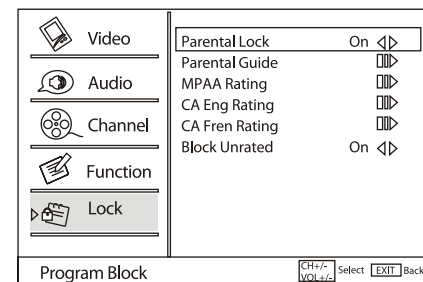 Video
Audio
Channel
Function
Lock
Parental Lock On
Parental Guide
MPAA Rating
CA Eng Rating
CA Fren Rating
Block Unrated On
Program Block
CH+/- VOL+/- Select EXIT Back